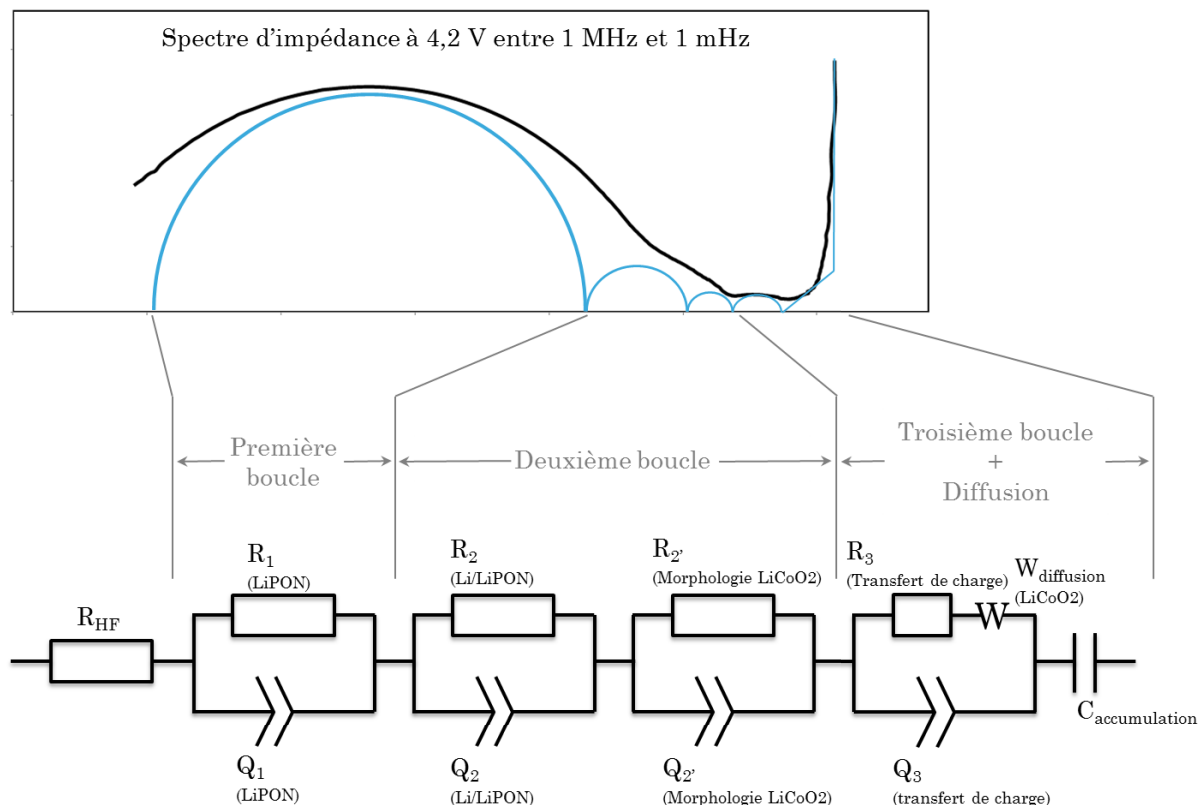 Spectre d'impédance à 4,2 V entre 1 MHz et 1 mHz
Première
boucle
Deuxième boucle
Troisième boucle
+
Diffusion
R1
(LiPON)
R2
(Li/LiPON)
R2'
(Morphologie LiCoO2)
R3
(Transfert de charge)
Wdiffusion
(LiCoO2)
RHF
W
Caccumulation
Q1
(LiPON)
Q2
(Li/LiPON)
Q2'
(Morphologie LiCoO2)
Q3
(transfert de charge)